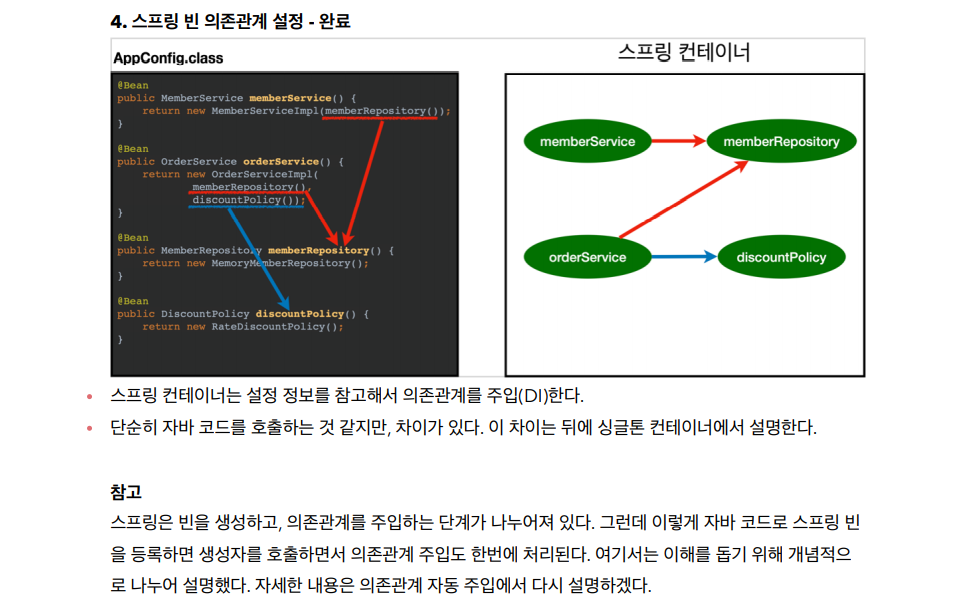 4. 스프링 빈 의존관계 설정 - 완료
AppConfig.class
@Bean
public MemberService memberService() {
return new MemberServiceImpl(memberRepository());
}
@Bean
public OrderService orderService() {
return new OrderServiceImpl(
memberRepository(),
discountPolicy());
}
@Bean
public MemberRepository memberRepository() {
return new MemoryMemberRepository();
}
@Bean
public DiscountPolicy discountPolicy() {
return new RateDiscountPolicy();
}
스프링 컨테이너
memberService
memberRepository
orderService
discountPolicy
• 스프링 컨테이너는 설정 정보를 참고해서 의존관계를 주입(DI)한다.
• 단순히 자바 코드를 호출하는 것 같지만, 차이가 있다. 이 차이는 뒤에 싱글톤 컨테이너에서 설명한다.
참고
스프링은 빈을 생성하고, 의존관계를 주입하는 단계가 나누어져 있다. 그런데 이렇게 자바 코드로 스프링 빈
을 등록하면 생성자를 호출하면서 의존관계 주입도 한번에 처리된다. 여기서는 이해를 돕기 위해 개념적으
로 나누어 설명했다. 자세한 내용은 의존관계 자동 주입에서 다시 설명하겠다.